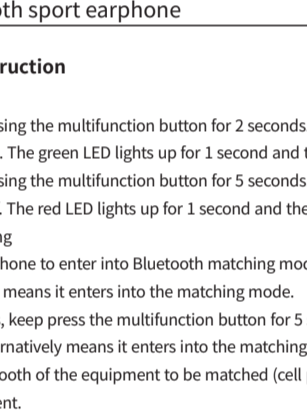 oth sport earphone
ruction
sing the multifunction button for 2 seconds
. The green LED lights up for 1 second and t
sing the multifunction button for 5 seconds
. The red LED lights up for 1 second and the
ng
hone to enter into Bluetooth matching mod
means it enters into the matching mode.
, keep press the multifunction button for 5
rnatively means it enters into the matching
ooth of the equipment to be matched (cell
ent.